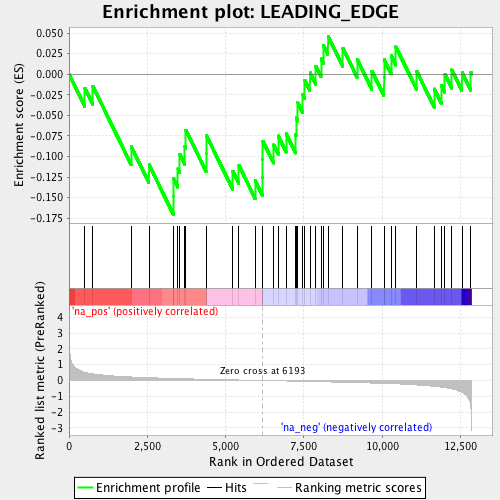 Enrichment plot: LEADING_EDGE
Enrichment score (ES)
0.050
0.025
0.000
-0.025
-0.050
-0.075
-0.100
-0.125
-0.150
-0.175
'na_pos' (positively correlated)
Ranked list metric (PreRanked)
4
3
2
1
0
-1
-2
-3
Zero cross at 6193
'na_neg' (negatively correlated)
0
2,500
5,000
7,500
10,000
12,500
Rank in Ordered Dataset
Enrichment profile
Hits
Ranking metric scores